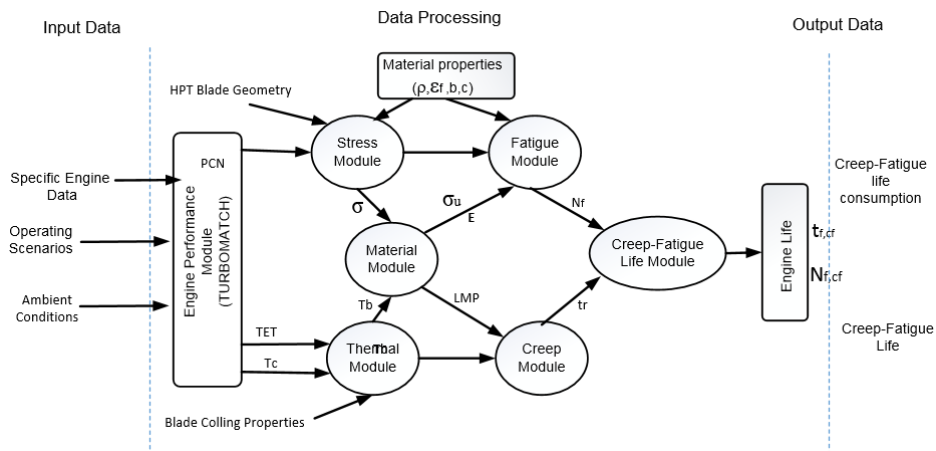 Input Data
Data Processing
Output Data
Material properties
(ρ,εf,b,c)
HPT Blade Geometry
PCN
Stress
Module
Fatigue
Module
Specific Engine
Data
Operating
Scenarios
Ambient
Conditions
Engine Performance
Module
(TURBOMATCH)
σ
σu
ε
Nf
Material
Module
Creep-Fatigue
Life Module
Tb
LMP
tr
TET
Tc
Thermal
Module
Tb
Creep
Module
Blade Colling Properties
Engine Life
Creep-Fatigue
life
consumption
tf,cf
Nf,cf
Creep-Fatigue
Life